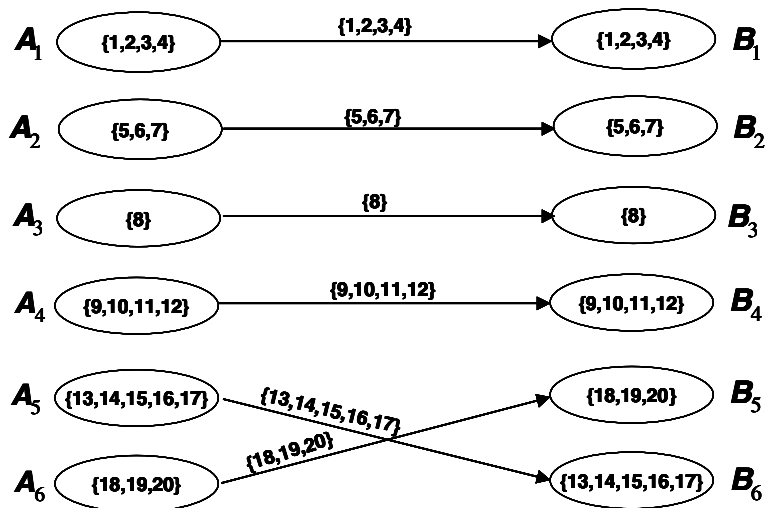 A1 {1,2,3,4} {1,2,3,4} {1,2,3,4} B1
A2 {5,6,7} {5,6,7} {5,6,7} B2
A3 {8} {8} {8} B3
A4 {9,10,11,12} {9,10,11,12} {9,10,11,12} B4
A5 {13,14,15,16,17} {13,14,15,16,17} {18,19,20} B5
A6 {18,19,20} {18,19,20} {13,14,15,16,17} B6